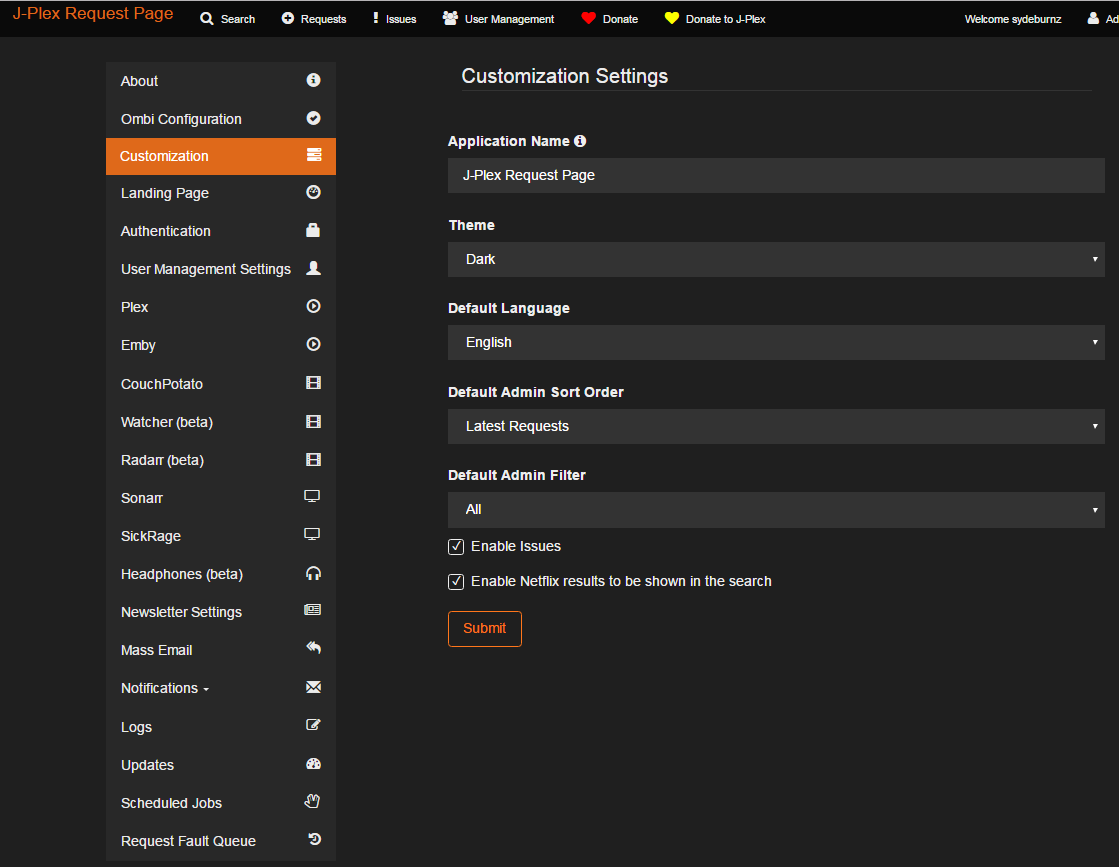 J-Plex Request Page
Search
Requests
Issues
User Management
Donate
Donate to J-Plex
Welcome sydeburnz
Ad
About
Ombi Configuration
Customization
Landing Page
Authentication
User Management Settings
Plex
Emby
CouchPotato
Watcher (beta)
Radarr (beta)
Sonarr
SickRage
Headphones (beta)
Newsletter Settings
Mass Email
Notifications
Logs
Updates
Scheduled Jobs
Request Fault Queue
Customization Settings
Application Name
J-Plex Request Page
Theme
Dark
Default Language
English
Default Admin Sort Order
Latest Requests
Default Admin Filter
All
Enable Issues
Enable Netflix results to be shown in the search
Submit